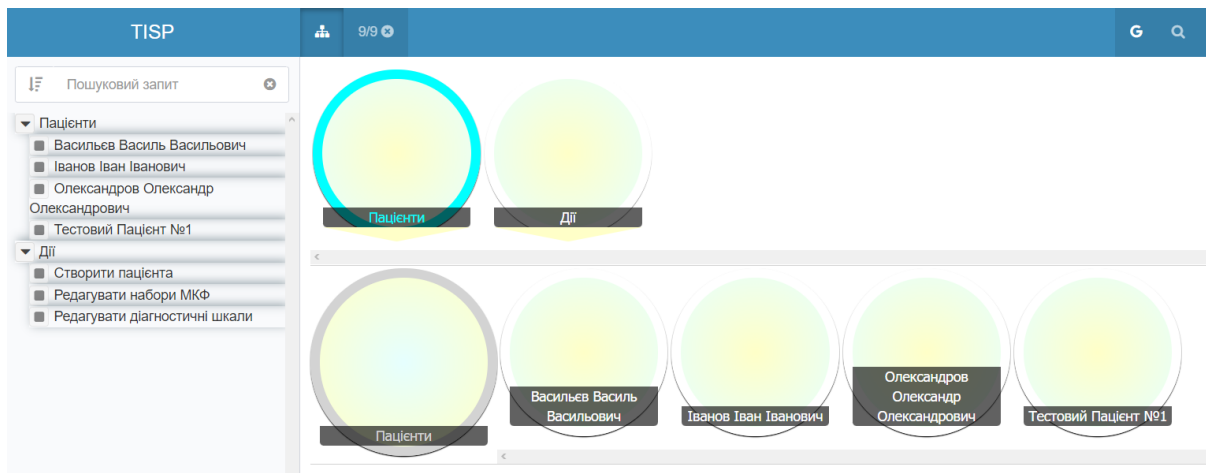 TISP
9/9
G
Пошуковий запит
Пацієнти
Васильєв Василь Васильович
Іванов Іван Іванович
Олександров Олександр
Олександрович
Тестовий Пацієнт №1
Дії
Створити пацієнта
Редагувати набори МКФ
Редагувати діагностичні шкали
Пацієнти
Дії
Пацієнти
Васильєв Василь
Васильович
Іванов Іван Іванович
Олександров
Олександр
Олександрович
Тестовий Пацієнт №1